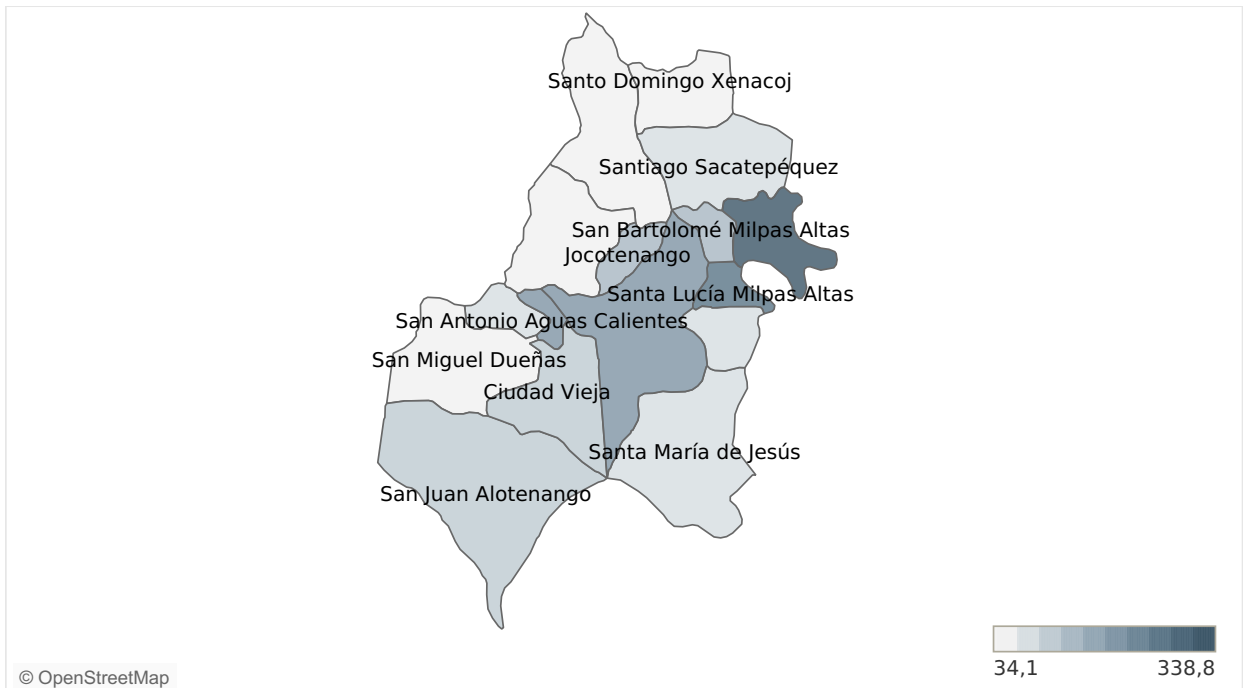 Santo Domingo Xenacoj
Santiago Sacatepéquez
San Bartolomé Milpas Altas
Jocotenango
Santa Lucía Milpas Altas
San Antonio Aguas Calientes
San Miguel Dueñas
Ciudad Vieja
Santa María de Jesús
San Juan Alotenango
34,1 338,8
© OpenStreetMap